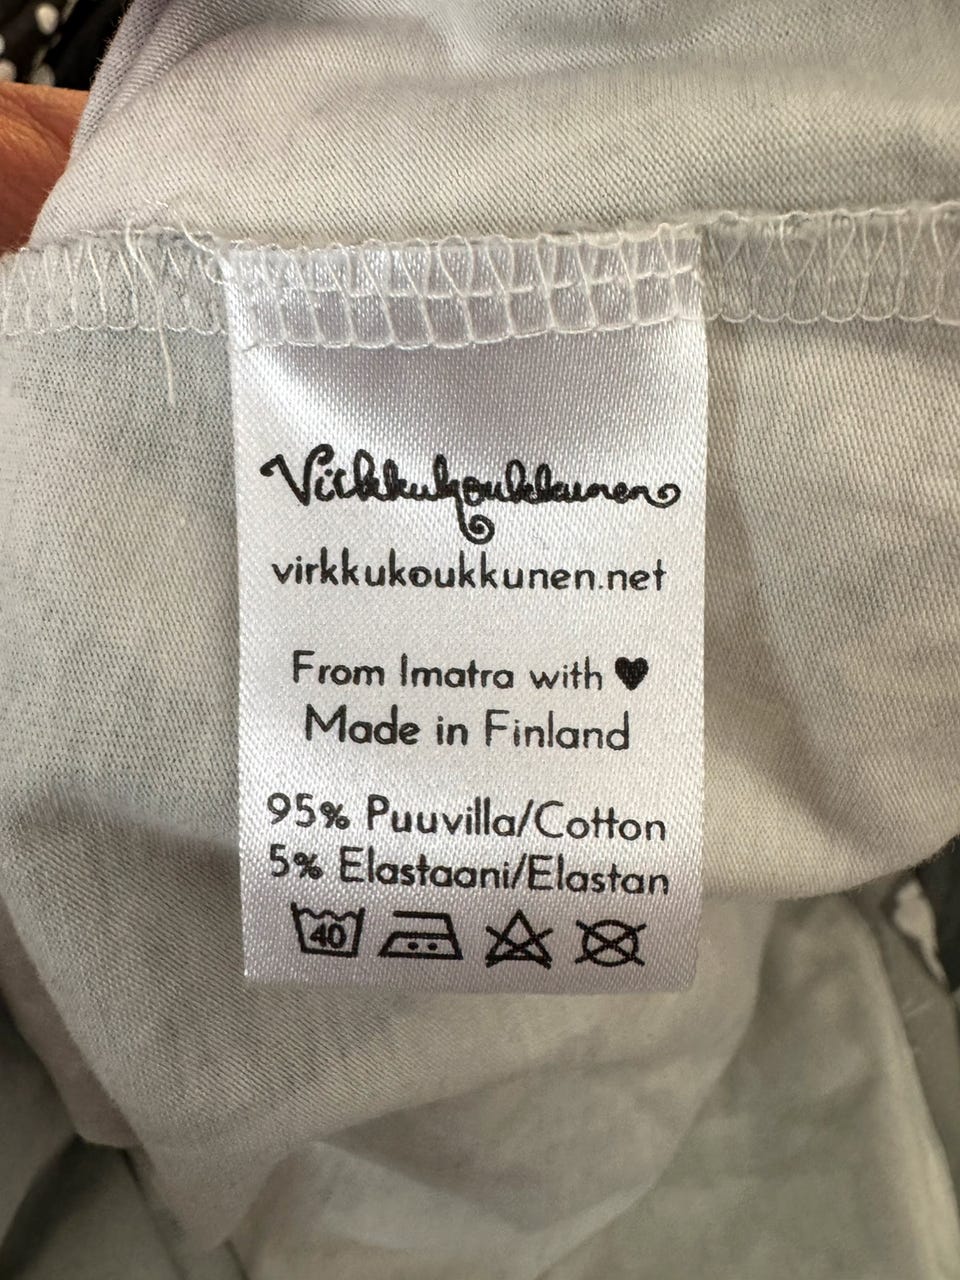 Virkkukoukkunen
virkkukoukkunen.net
From Imatra with ♥
Made in Finland
95% Puuvilla/Cotton
5% Elastaani/Elastan
40